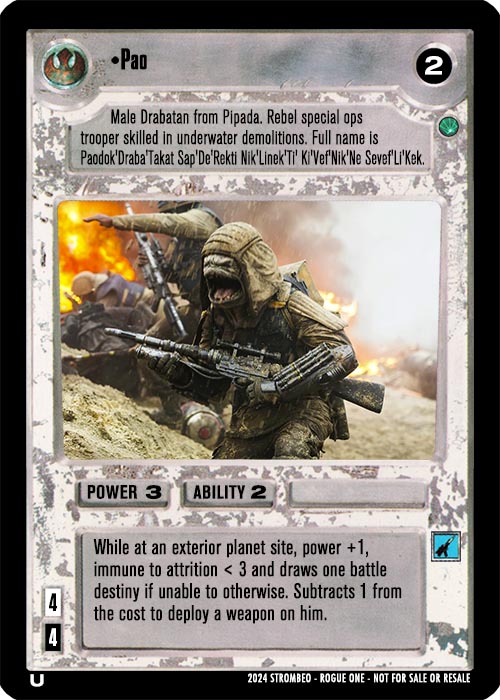 •Pao
2
Male Drabatan from Pipada. Rebel special ops
trooper skilled in underwater demolitions. Full name is
Paodok'Draba'Takat Sap'De'Rekti Nik'Linek'Ti' Ki'Vef'Nik'Ne Sevef'Li'Kek.
POWER 3 ABILITY 2
While at an exterior planet site, power +1,
immune to attrition < 3 and draws one battle
destiny if unable to otherwise. Subtracts 1 from
the cost to deploy a weapon on him.
4
4
U
2024 STROMBEO - ROGUE ONE - NOT FOR SALE OR RESALE